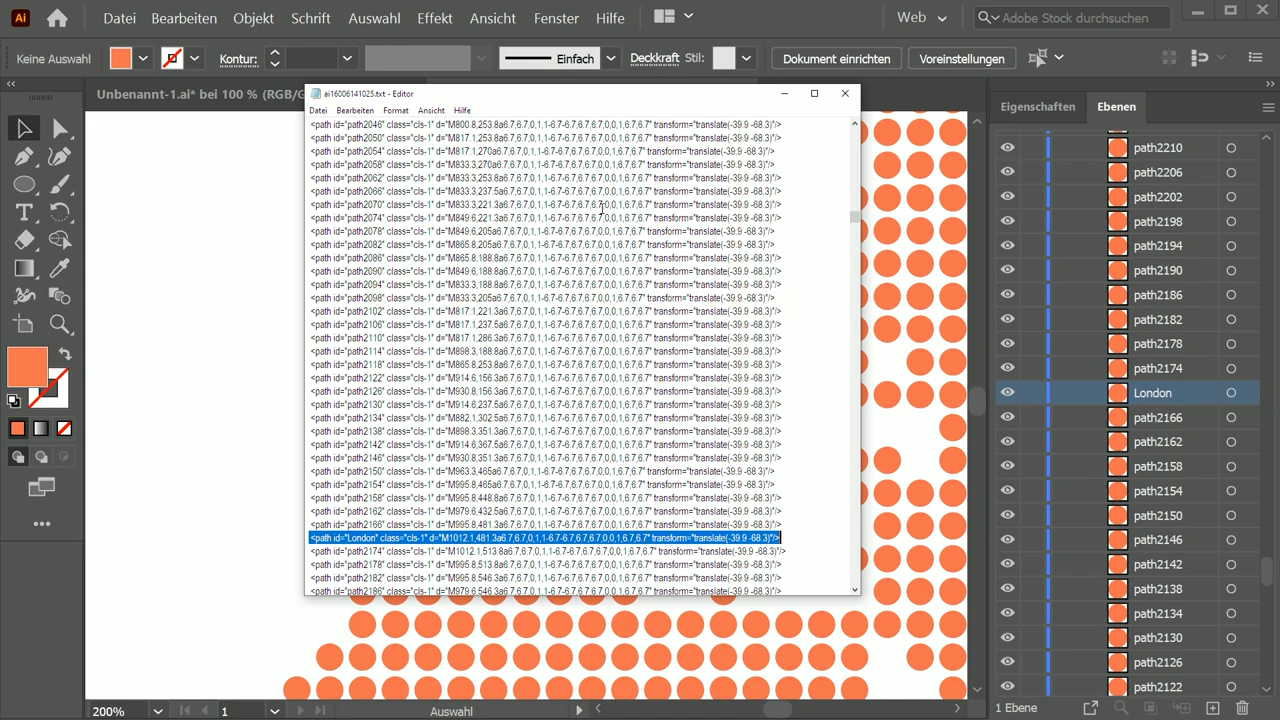 Ai
Datei Bearbeiten Objekt Schrift Auswahl Effekt Ansicht Fenster Hilfe
Web
Adobe Stock durchsuchen
Keine Auswahl
Kontur:
Einfach
Deckkraft
Stil:
Dokument einrichten
Voreinstellungen
Unbenannt-1.ai* bei 100 % (RGB/G
ai16006141025.txt - Editor
Datei Bearbeiten Format Ansicht Hilfe
<path id="path2046" class="cls-1" d="M800.8,253.8a6.7,6.7,0,1,1-6.7-6.7,6.7,6.7,0,0,1,6.7,6.7" transform="translate(-39.9 -68.3)"/>
<path id="path2050" class="cls-1" d="M817.1,253.8a6.7,6.7,0,1,1-6.7-6.7,6.7,6.7,0,0,1,6.7,6.7" transform="translate(-39.9 -68.3)"/>
<path id="path2054" class="cls-1" d="M817.1,270a6.7,6.7,0,1,1-6.7-6.7,6.7,6.7,0,0,1,6.7,6.7" transform="translate(-39.9 -68.3)"/>
<path id="path2058" class="cls-1" d="M833.3,270a6.7,6.7,0,1,1-6.7-6.7,6.7,6.7,0,0,1,6.7,6.7" transform="translate(-39.9 -68.3)"/>
<path id="path2062" class="cls-1" d="M833.3,253.8a6.7,6.7,0,1,1-6.7-6.7,6.7,6.7,0,0,1,6.7,6.7" transform="translate(-39.9 -68.3)"/>
<path id="path2066" class="cls-1" d="M833.3,237.5a6.7,6.7,0,1,1-6.7-6.7,6.7,6.7,0,0,1,6.7,6.7" transform="translate(-39.9 -68.3)"/>
<path id="path2070" class="cls-1" d="M833.3,221.3a6.7,6.7,0,1,1-6.7-6.7,6.7,6.7,0,0,1,6.7,6.7" transform="translate(-39.9 -68.3)"/>
<path id="path2074" class="cls-1" d="M849.6,221.3a6.7,6.7,0,1,1-6.7-6.7,6.7,6.7,0,0,1,6.7,6.7" transform="translate(-39.9 -68.3)"/>
<path id="path2078" class="cls-1" d="M849.6,205a6.7,6.7,0,1,1-6.7-6.7,6.7,6.7,0,0,1,6.7,6.7" transform="translate(-39.9 -68.3)"/>
<path id="path2082" class="cls-1" d="M865.8,205a6.7,6.7,0,1,1-6.7-6.7,6.7,6.7,0,0,1,6.7,6.7" transform="translate(-39.9 -68.3)"/>
<path id="path2086" class="cls-1" d="M865.8,188.8a6.7,6.7,0,1,1-6.7-6.7,6.7,6.7,0,0,1,6.7,6.7" transform="translate(-39.9 -68.3)"/>
<path id="path2090" class="cls-1" d="M849.6,188.8a6.7,6.7,0,1,1-6.7-6.7,6.7,6.7,0,0,1,6.7,6.7" transform="translate(-39.9 -68.3)"/>
<path id="path2094" class="cls-1" d="M833.3,188.8a6.7,6.7,0,1,1-6.7-6.7,6.7,6.7,0,0,1,6.7,6.7" transform="translate(-39.9 -68.3)"/>
<path id="path2098" class="cls-1" d="M833.3,205a6.7,6.7,0,1,1-6.7-6.7,6.7,6.7,0,0,1,6.7,6.7" transform="translate(-39.9 -68.3)"/>
<path id="path2102" class="cls-1" d="M817.1,221.3a6.7,6.7,0,1,1-6.7-6.7,6.7,6.7,0,0,1,6.7,6.7" transform="translate(-39.9 -68.3)"/>
<path id="path2106" class="cls-1" d="M817.1,237.5a6.7,6.7,0,1,1-6.7-6.7,6.7,6.7,0,0,1,6.7,6.7" transform="translate(-39.9 -68.3)"/>
<path id="path2110" class="cls-1" d="M817.1,286.3a6.7,6.7,0,1,1-6.7-6.7,6.7,6.7,0,0,1,6.7,6.7" transform="translate(-39.9 -68.3)"/>
<path id="path2114" class="cls-1" d="M898.3,188.8a6.7,6.7,0,1,1-6.7-6.7,6.7,6.7,0,0,1,6.7,6.7" transform="translate(-39.9 -68.3)"/>
<path id="path2118" class="cls-1" d="M865.8,253.8a6.7,6.7,0,1,1-6.7-6.7,6.7,6.7,0,0,1,6.7,6.7" transform="translate(-39.9 -68.3)"/>
<path id="path2122" class="cls-1" d="M914.6,156.3a6.7,6.7,0,1,1-6.7-6.7,6.7,6.7,0,0,1,6.7,6.7" transform="translate(-39.9 -68.3)"/>
<path id="path2126" class="cls-1" d="M930.8,156.3a6.7,6.7,0,1,1-6.7-6.7,6.7,6.7,0,0,1,6.7,6.7" transform="translate(-39.9 -68.3)"/>
<path id="path2130" class="cls-1" d="M914.6,237.5a6.7,6.7,0,1,1-6.7-6.7,6.7,6.7,0,0,1,6.7,6.7" transform="translate(-39.9 -68.3)"/>
<path id="path2134" class="cls-1" d="M882.1,302.5a6.7,6.7,0,1,1-6.7-6.7,6.7,6.7,0,0,1,6.7,6.7" transform="translate(-39.9 -68.3)"/>
<path id="path2138" class="cls-1" d="M898.3,351.3a6.7,6.7,0,1,1-6.7-6.7,6.7,6.7,0,0,1,6.7,6.7" transform="translate(-39.9 -68.3)"/>
<path id="path2142" class="cls-1" d="M914.6,367.5a6.7,6.7,0,1,1-6.7-6.7,6.7,6.7,0,0,1,6.7,6.7" transform="translate(-39.9 -68.3)"/>
<path id="path2146" class="cls-1" d="M930.8,351.3a6.7,6.7,0,1,1-6.7-6.7,6.7,6.7,0,0,1,6.7,6.7" transform="translate(-39.9 -68.3)"/>
<path id="path2150" class="cls-1" d="M963.3,465a6.7,6.7,0,1,1-6.7-6.7,6.7,6.7,0,0,1,6.7,6.7" transform="translate(-39.9 -68.3)"/>
<path id="path2154" class="cls-1" d="M995.8,465a6.7,6.7,0,1,1-6.7-6.7,6.7,6.7,0,0,1,6.7,6.7" transform="translate(-39.9 -68.3)"/>
<path id="path2158" class="cls-1" d="M995.8,448.8a6.7,6.7,0,1,1-6.7-6.7,6.7,6.7,0,0,1,6.7,6.7" transform="translate(-39.9 -68.3)"/>
<path id="path2162" class="cls-1" d="M979.6,432.5a6.7,6.7,0,1,1-6.7-6.7,6.7,6.7,0,0,1,6.7,6.7" transform="translate(-39.9 -68.3)"/>
<path id="path2166" class="cls-1" d="M995.8,481.3a6.7,6.7,0,1,1-6.7-6.7,6.7,6.7,0,0,1,6.7,6.7" transform="translate(-39.9 -68.3)"/>
<path id="London" class="cls-1" d="M1012.1,481.3a6.7,6.7,0,1,1-6.7-6.7,6.7,6.7,0,0,1,6.7,6.7" transform="translate(-39.9 -68.3)"/>
<path id="path2174" class="cls-1" d="M1012.1,513.8a6.7,6.7,0,1,1-6.7-6.7,6.7,6.7,0,0,1,6.7,6.7" transform="translate(-39.9 -68.3)"/>
<path id="path2178" class="cls-1" d="M995.8,513.8a6.7,6.7,0,1,1-6.7-6.7,6.7,6.7,0,0,1,6.7,6.7" transform="translate(-39.9 -68.3)"/>
<path id="path2182" class="cls-1" d="M995.8,546.3a6.7,6.7,0,1,1-6.7-6.7,6.7,6.7,0,0,1,6.7,6.7" transform="translate(-39.9 -68.3)"/>
<path id="path2186" class="cls-1" d="M979.6,546.3a6.7,6.7,0,1,1-6.7-6.7,6.7,6.7,0,0,1,6.7,6.7" transform="translate(-39.9 -68.3)"/>
Eigenschaften
Ebenen
path2210
path2206
path2202
path2198
path2194
path2190
path2186
path2182
path2178
path2174
London
path2166
path2162
path2158
path2154
path2150
path2146
path2142
path2138
path2134
path2130
path2126
path2122
1 Ebene
200%
1
Auswahl